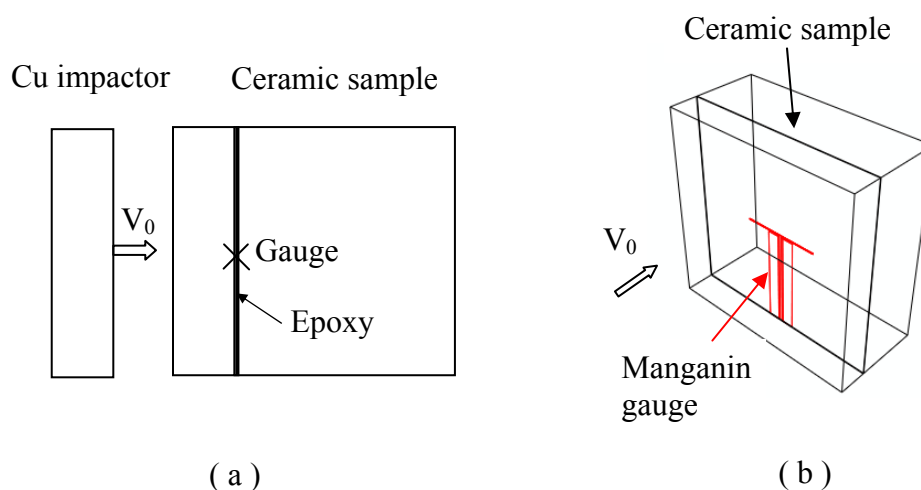 Cu impactor
Ceramic sample
V₀
Gauge
Epoxy
( a )
Ceramic sample
V₀
Manganin
gauge
( b )